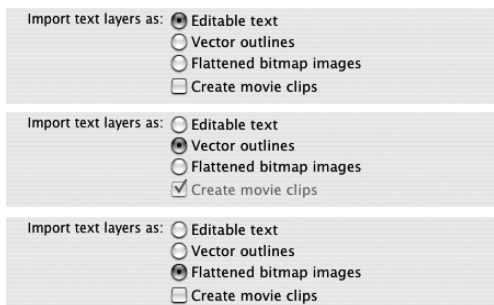 Import text layers as: Editable text
Vector outlines
Flattened bitmap images
Create movie clips
Import text layers as: Editable text
Vector outlines
Flattened bitmap images
Create movie clips
Import text layers as: Editable text
Vector outlines
Flattened bitmap images
Create movie clips